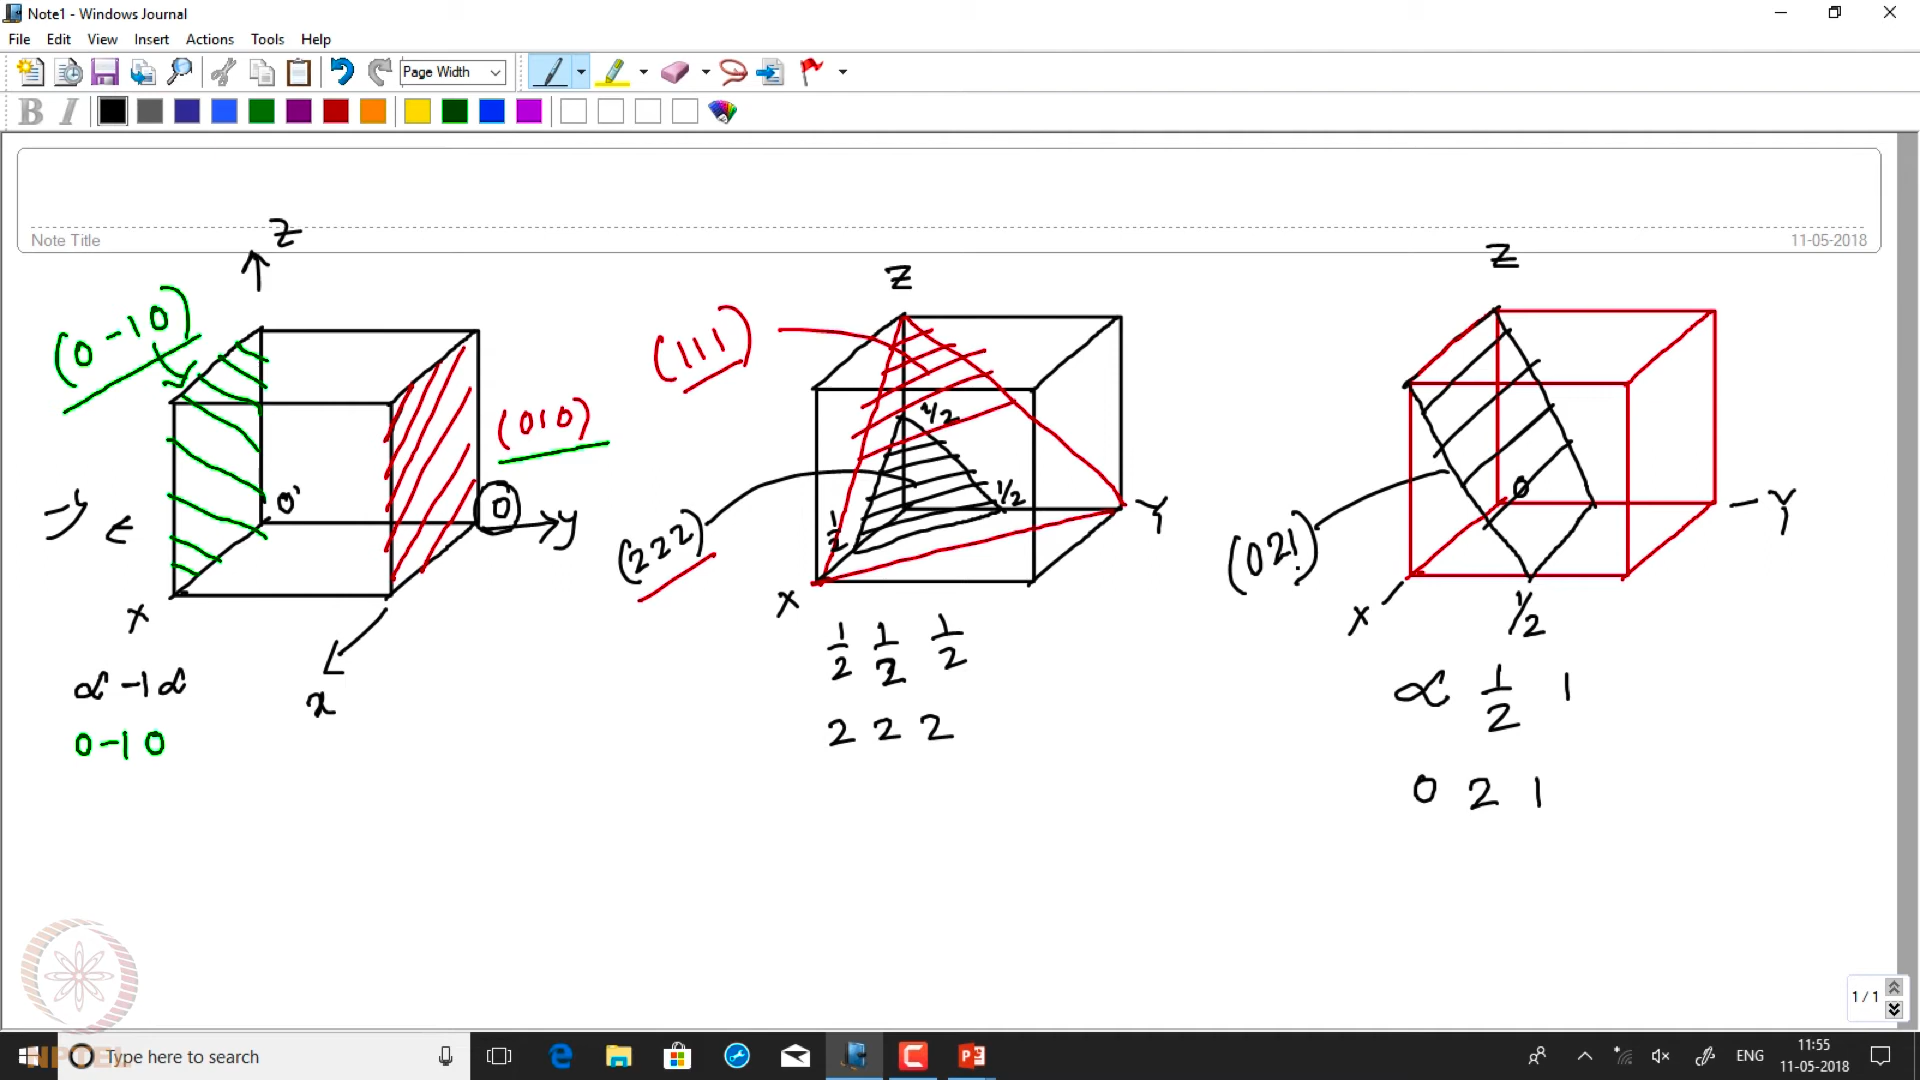 Note1 - Windows Journal
File Edit View Insert Actions Tools Help
Page Width
B I
Note Title
11-05-2018
Z
(0 -1 0)
(010)
O'
O
-y
y
X
x
∝ -1 ∝
0 -1 0
Z
(111)
1/2
1/2
1/2
(222)
Y
X
1/2 1/2 1/2
2 2 2
Z
O
- Y
(021)
X
1/2
∝ 1/2 1
0 2 1
1 / 1
NPTEL
Type here to search
ENG
11:55
11-05-2018